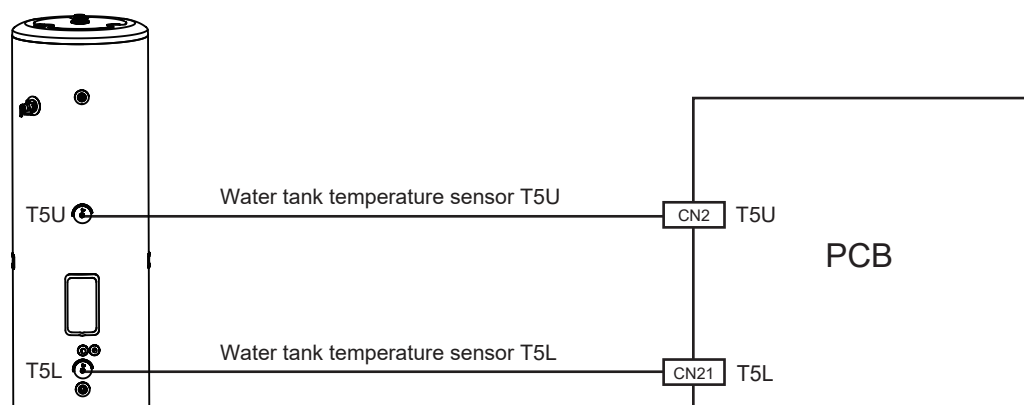 Water tank temperature sensor T5U
T5U
CN2
T5U
PCB
Water tank temperature sensor T5L
T5L
CN21
T5L